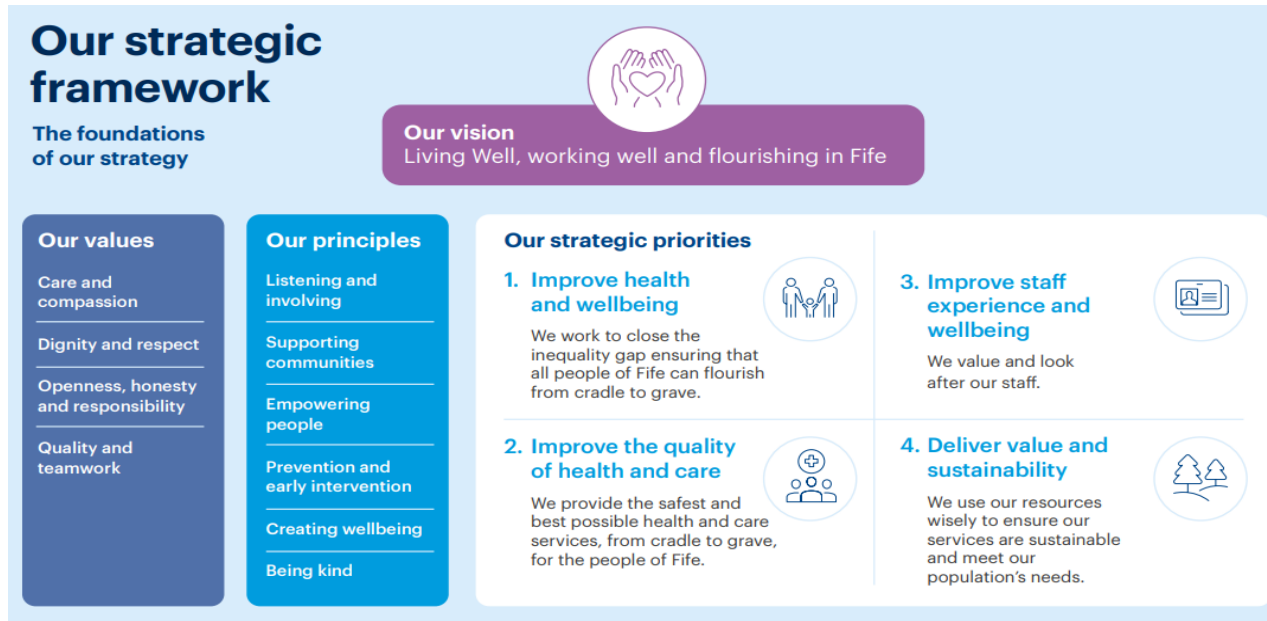 Our strategic
framework
The foundations
of our strategy
Our vision
Living Well, working well and flourishing in Fife
Our values
Care and
compassion
Dignity and respect
Openness, honesty
and responsibility
Quality and
teamwork
Our principles
Listening and
involving
Supporting
communities
Empowering
people
Prevention and
early intervention
Creating wellbeing
Being kind
Our strategic priorities
1. Improve health
and wellbeing
We work to close the
inequality gap ensuring that
all people of Fife can flourish
from cradle to grave.
2. Improve the quality
of health and care
We provide the safest and
best possible health and care
services, from cradle to grave,
for the people of Fife.
3. Improve staff
experience and
wellbeing
We value and look
after our staff.
4. Deliver value and
sustainability
We use our resources
wisely to ensure our
services are sustainable
and meet our
population’s needs.